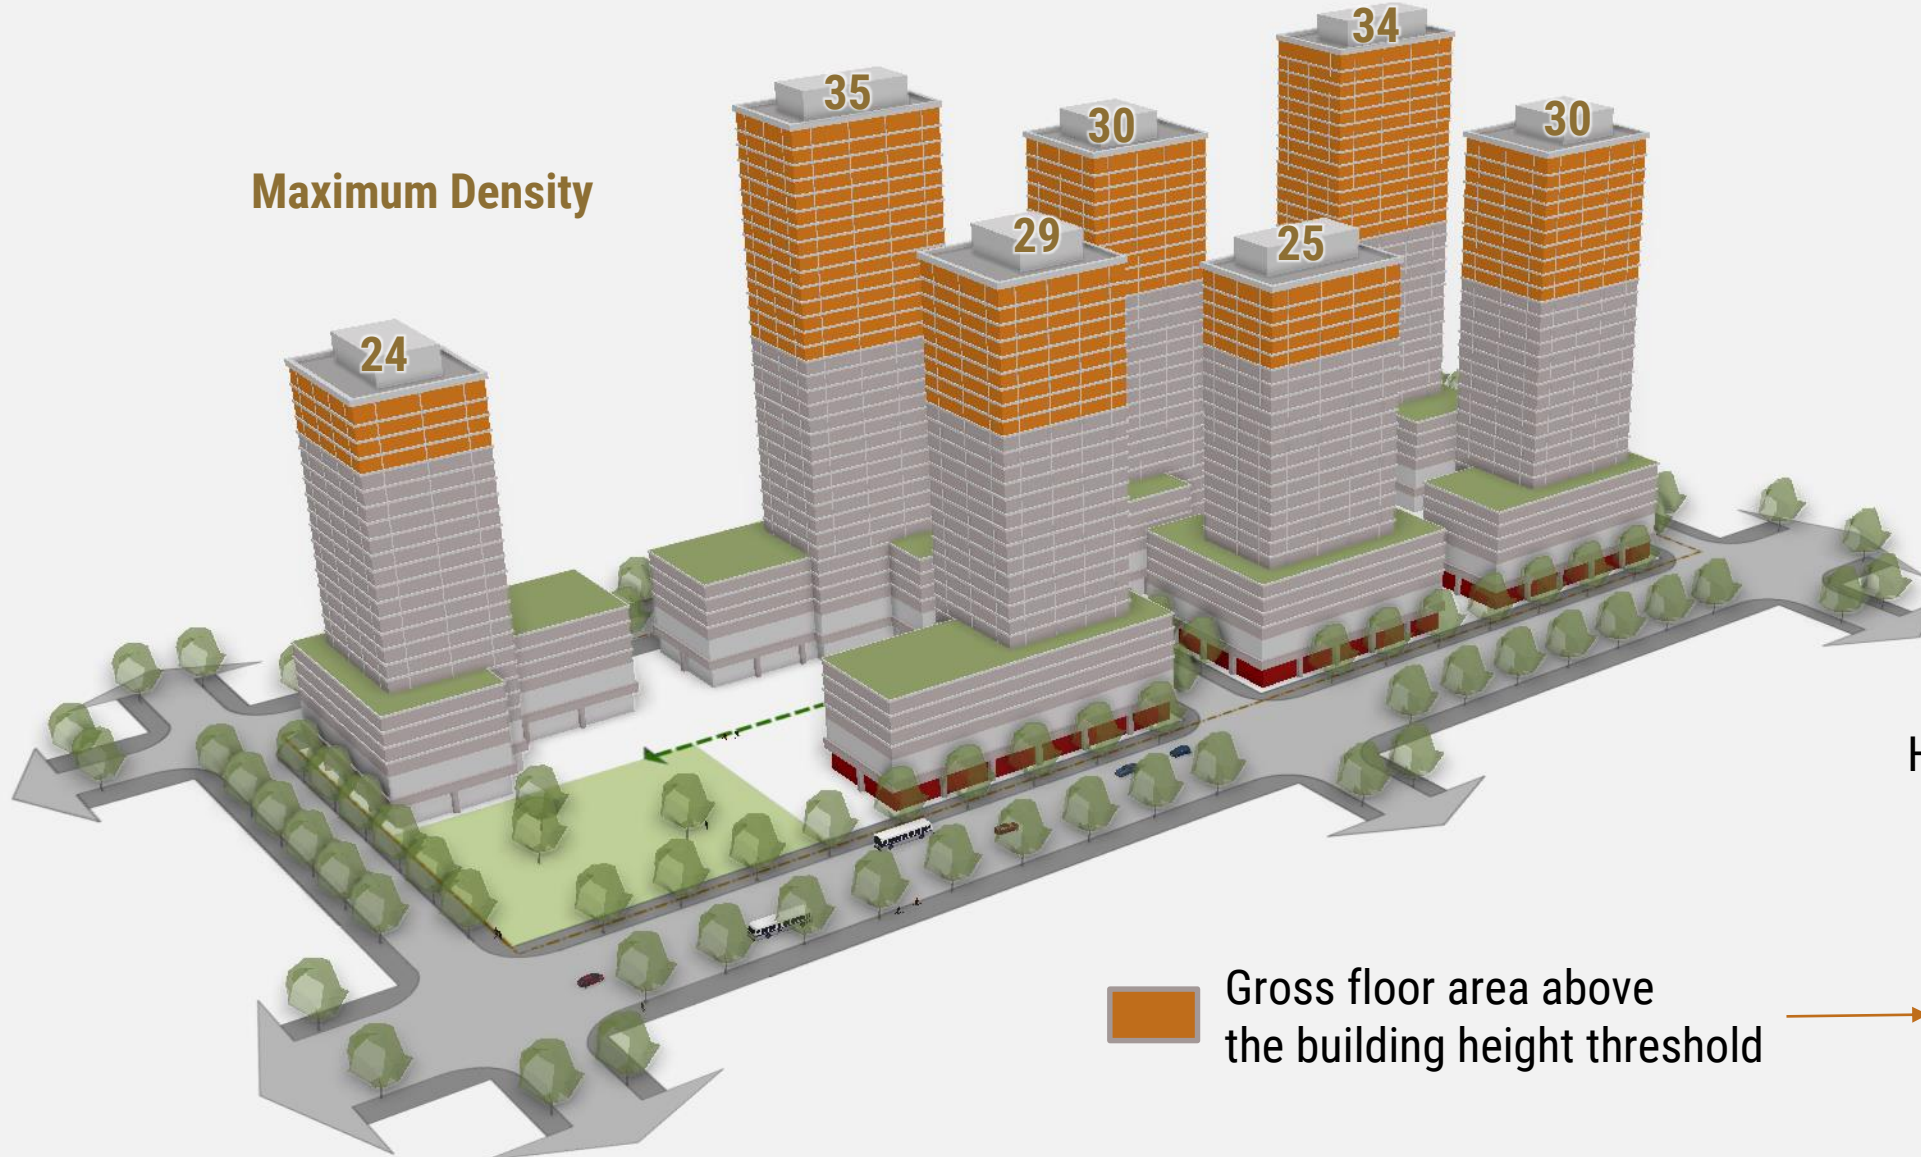 34
35
30
30
Maximum Density
29
25
24
H
Gross floor area above
the building height threshold